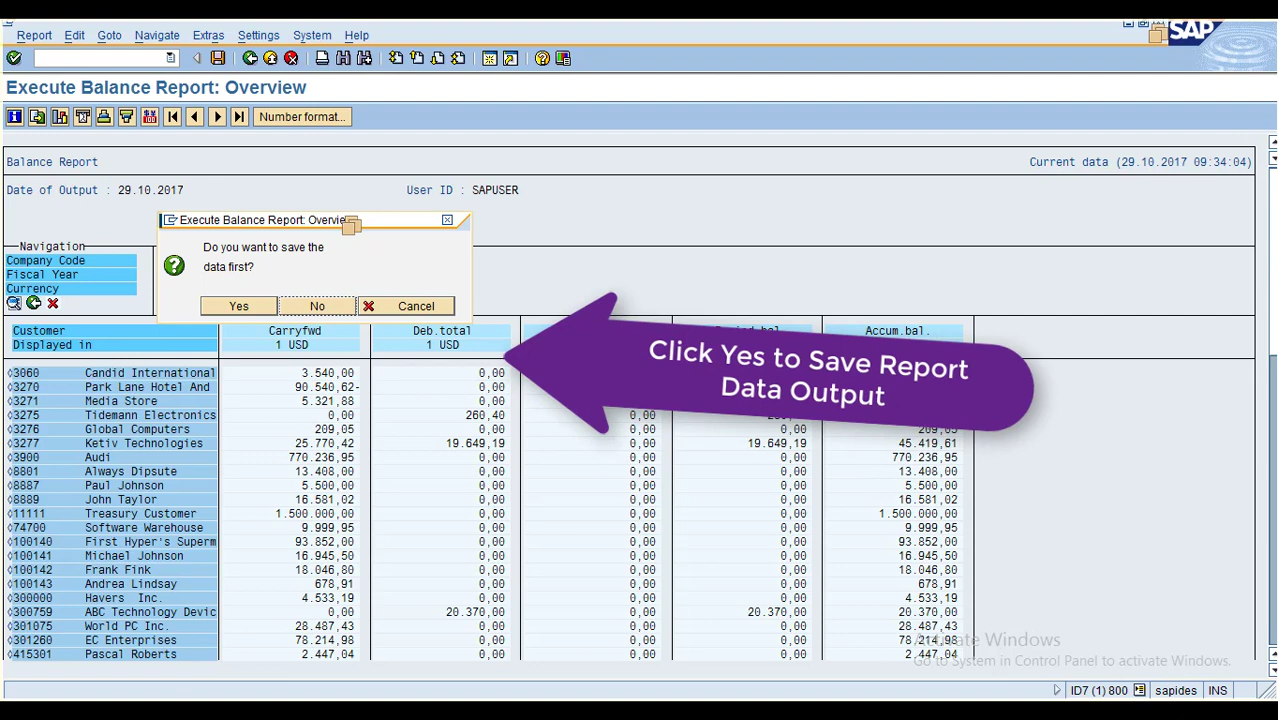 Report Edit Goto Navigate Extras Settings System Help
SAP
Execute Balance Report: Overview
Number format...
Balance Report Current data (29.10.2017 09:34:04)
Date of Output : 29.10.2017 User ID : SAPUSER
Execute Balance Report: Overvie
Do you want to save the
data first?
Yes No Cancel
Navigation
Company Code
Fiscal Year
Currency
Customer Carryfwd Deb.total Accum.bal.
Displayed in 1 USD 1 USD
Click Yes to Save Report
Data Output
3060 Candid International 3.540,00 0,00
3270 Park Lane Hotel And 90.540,62- 0,00
3271 Media Store 5.321,88 0,00
3275 Tidemann Electronics 0,00 260,40 0,00
3276 Global Computers 209,05 0,00 0,00 0,00 209,05
3277 Ketiv Technologies 25.770,42 19.649,19 0,00 19.649,19 45.419,61
3900 Audi 770.236,95 0,00 0,00 0,00 770.236,95
8801 Always Dipsute 13.408,00 0,00 0,00 0,00 13.408,00
8887 Paul Johnson 5.500,00 0,00 0,00 0,00 5.500,00
8889 John Taylor 16.581,02 0,00 0,00 0,00 16.581,02
11111 Treasury Customer 1.500.000,00 0,00 0,00 0,00 1.500.000,00
74700 Software Warehouse 9.999,95 0,00 0,00 0,00 9.999,95
100140 First Hyper's Superm 93.852,00 0,00 0,00 0,00 93.852,00
100141 Michael Johnson 16.945,50 0,00 0,00 0,00 16.945,50
100142 Frank Fink 18.046,80 0,00 0,00 0,00 18.046,80
100143 Andrea Lindsay 678,91 0,00 0,00 0,00 678,91
300000 Havers Inc. 4.533,19 0,00 0,00 0,00 4.533,19
300759 ABC Technology Devic 0,00 20.370,00 0,00 20.370,00 20.370,00
301075 World PC Inc. 28.487,43 0,00 0,00 0,00 28.487,43
301260 EC Enterprises 78.214,98 0,00 0,00 0,00 78.214,98
415301 Pascal Roberts 2.447,04 0,00 0,00 0,00 2.447,04
Activate Windows
Go to System in Control Panel to activate Windows.
ID7 (1) 800 sapides INS